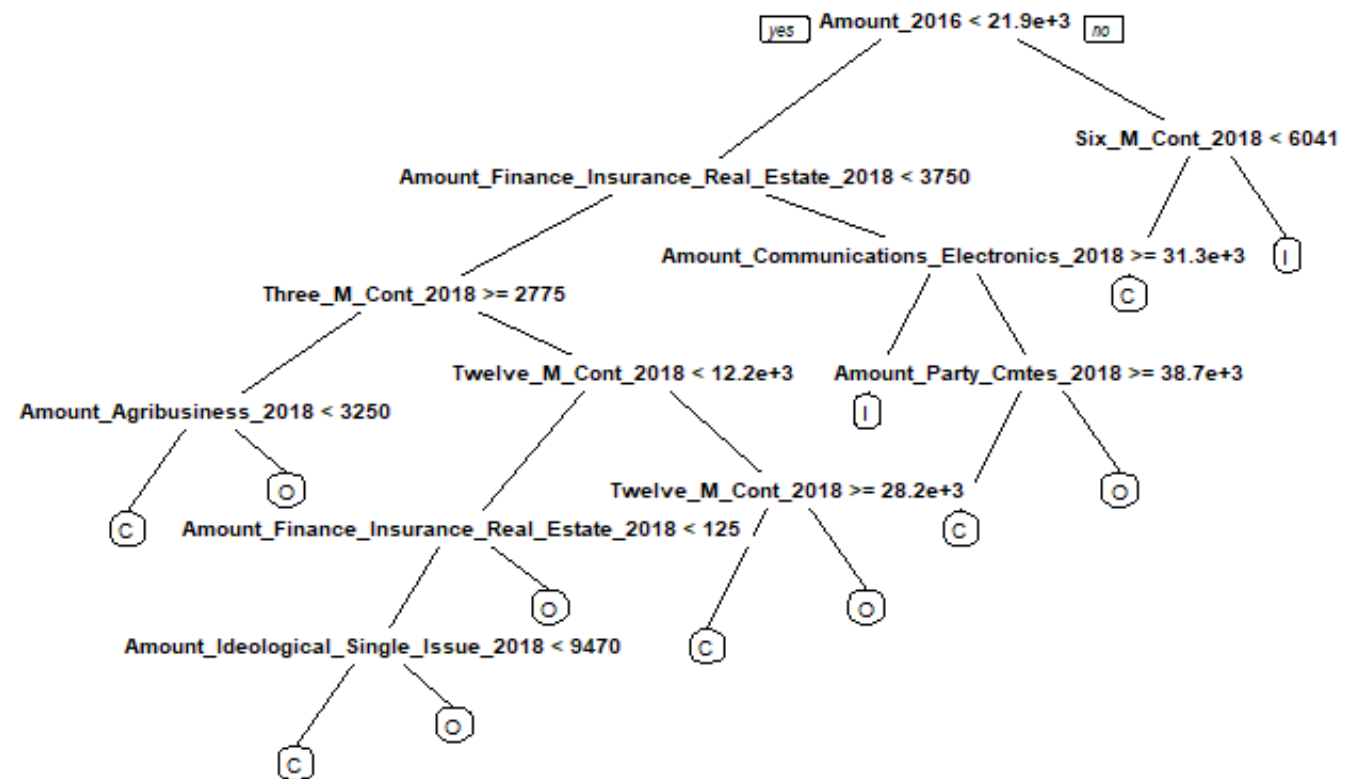 yes Amount_2016 < 21.9e+3 no
Six_M_Cont_2018 < 6041
Amount_Finance_Insurance_Real_Estate_2018 < 3750
Amount_Communications_Electronics_2018 >= 31.3e+3 I
Three_M_Cont_2018 >= 2775 C
Twelve_M_Cont_2018 < 12.2e+3 Amount_Party_Cmtes_2018 >= 38.7e+3
Amount_Agribusiness_2018 < 3250 I
O Twelve_M_Cont_2018 >= 28.2e+3 O
C Amount_Finance_Insurance_Real_Estate_2018 < 125 C
O O
Amount_Ideological_Single_Issue_2018 < 9470 C
O
C